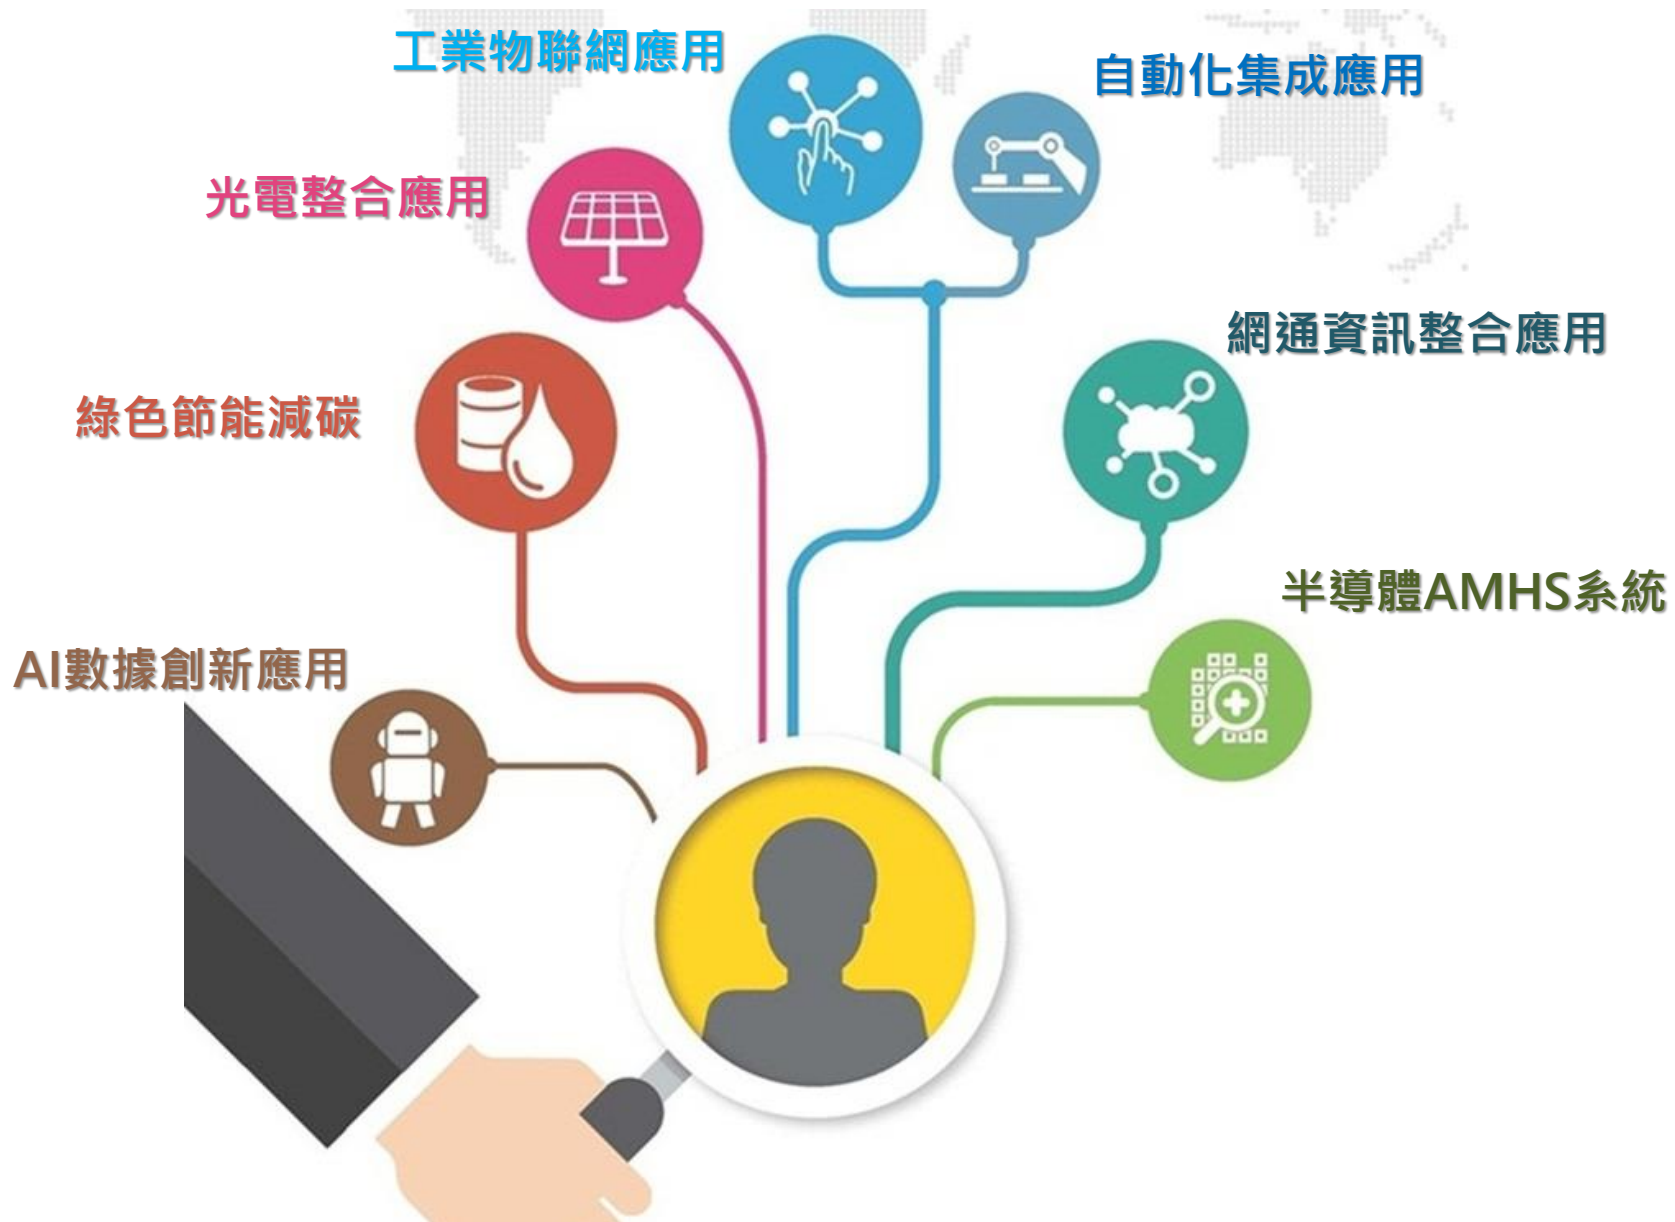 工業物聯網應用
自動化集成應用
光電整合應用
網通資訊整合應用
綠色節能減碳
半導體AMHS系統
AI數據創新應用